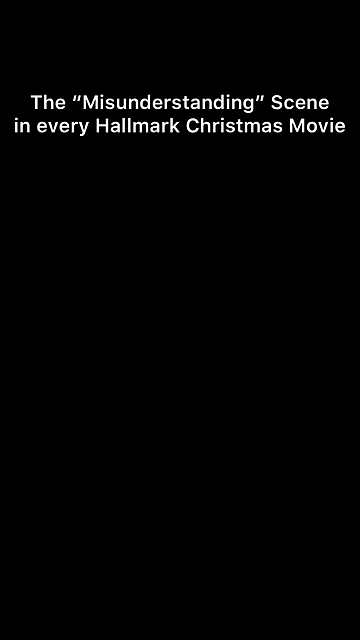 The “Misunderstanding” Scene
in every Hallmark Christmas Movie